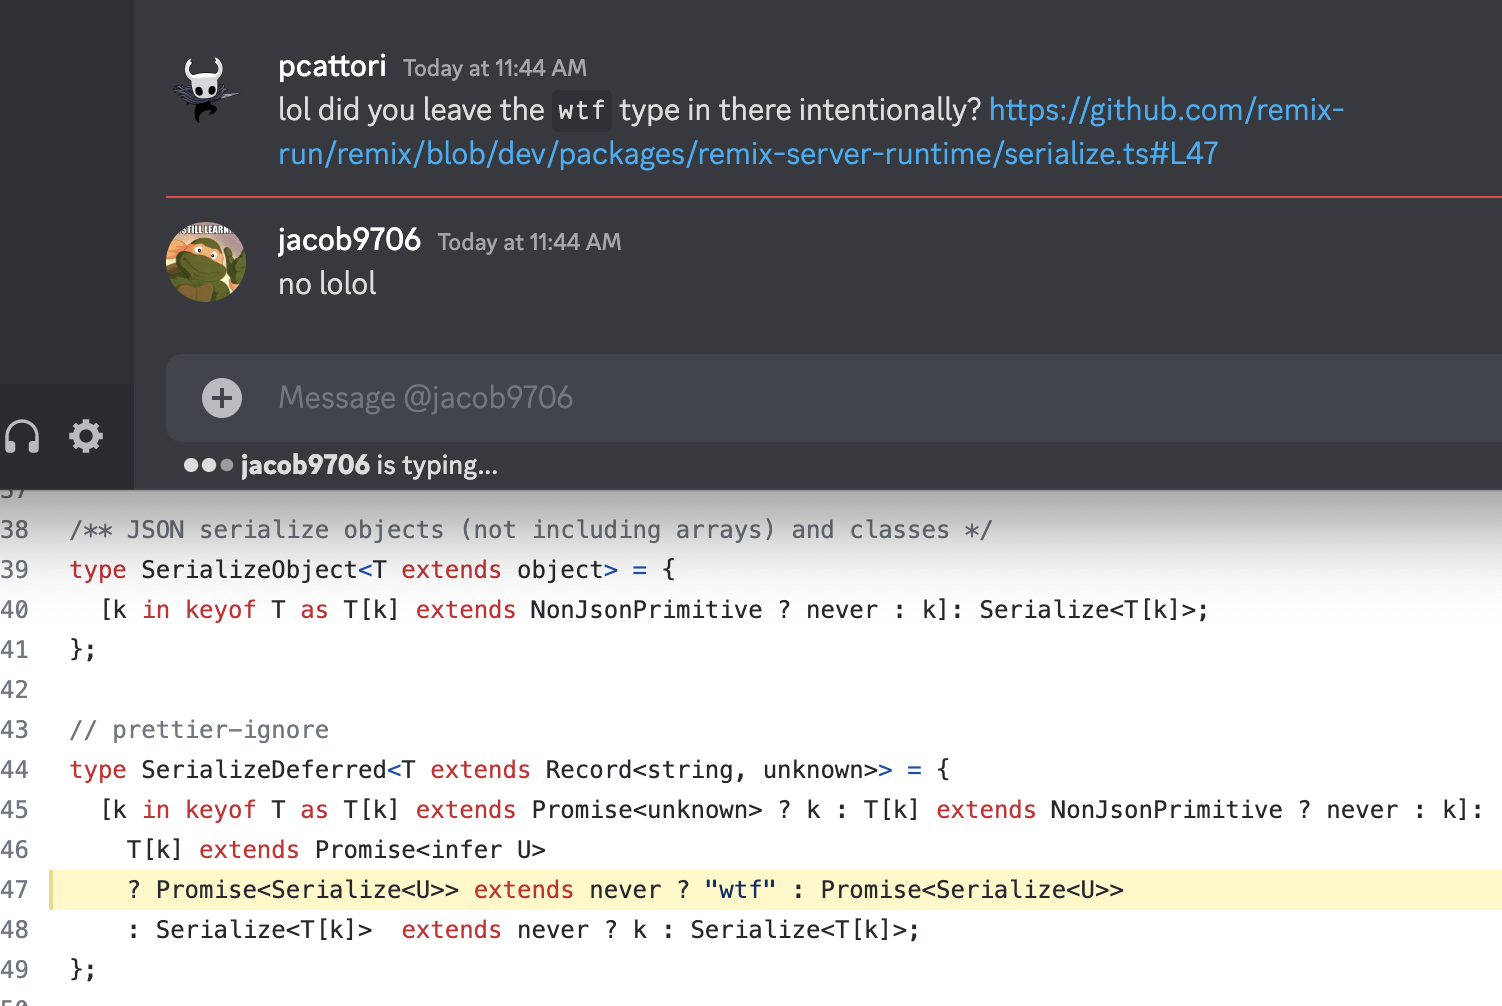 pcattori Today at 11:44 AM
lol did you leave the wtf type in there intentionally? https://github.com/remix-
run/remix/blob/dev/packages/remix-server-runtime/serialize.ts#L47
STILL LEARN
jacob9706 Today at 11:44 AM
no lolol
Message @jacob9706
jacob9706 is typing...
37
38 /** JSON serialize objects (not including arrays) and classes */
39 type SerializeObject<T extends object> = {
40 [k in keyof T as T[k] extends NonJsonPrimitive ? never : k]: Serialize<T[k]>;
41 };
42
43 // prettier-ignore
44 type SerializeDeferred<T extends Record<string, unknown>> = {
45 [k in keyof T as T[k] extends Promise<unknown> ? k : T[k] extends NonJsonPrimitive ? never : k]:
46 T[k] extends Promise<infer U>
47 ? Promise<Serialize<U>> extends never ? "wtf" : Promise<Serialize<U>>
48 : Serialize<T[k]>  extends never ? k : Serialize<T[k]>;
49 };
50